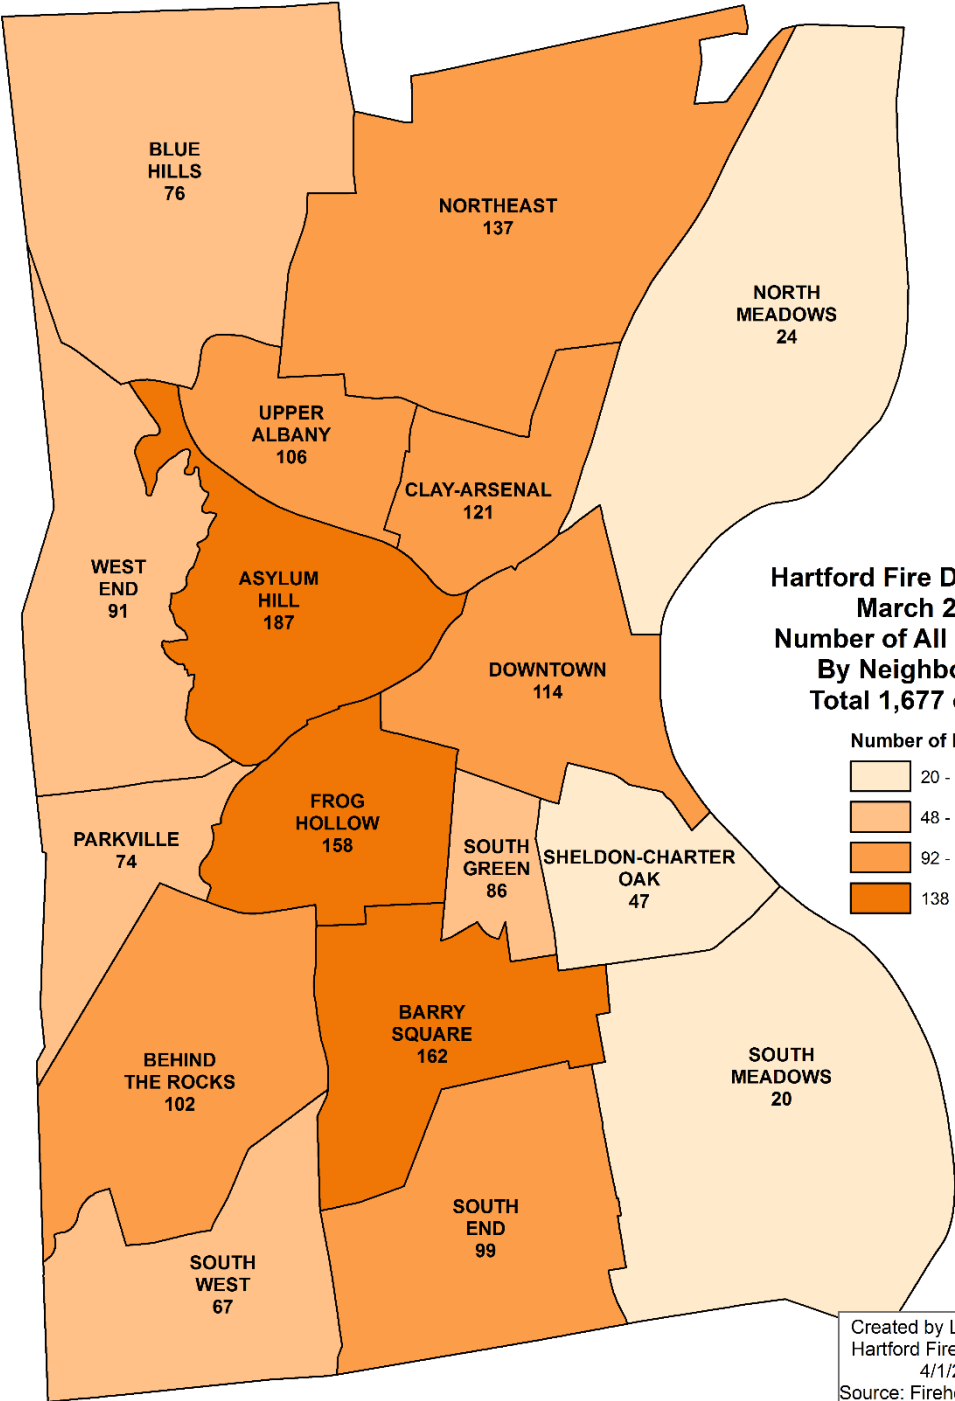 BLUE
HILLS
76
NORTHEAST
137
NORTH
MEADOWS
24
UPPER
ALBANY
106
CLAY-ARSENAL
121
WEST
END
91
ASYLUM
HILL
187
DOWNTOWN
114
Hartford Fire D
March 2
Number of All
By Neighbo
Total 1,677
Number of
20 -
48 -
92 -
138
FROG
HOLLOW
158
PARKVILLE
74
SOUTH
GREEN
86
SHELDON-CHARTER
OAK
47
BARRY
SQUARE
162
BEHIND
THE ROCKS
102
SOUTH
MEADOWS
20
SOUTH
END
99
SOUTH
WEST
67
Created by L
Hartford Fire
4/1/2
Source: Fireho